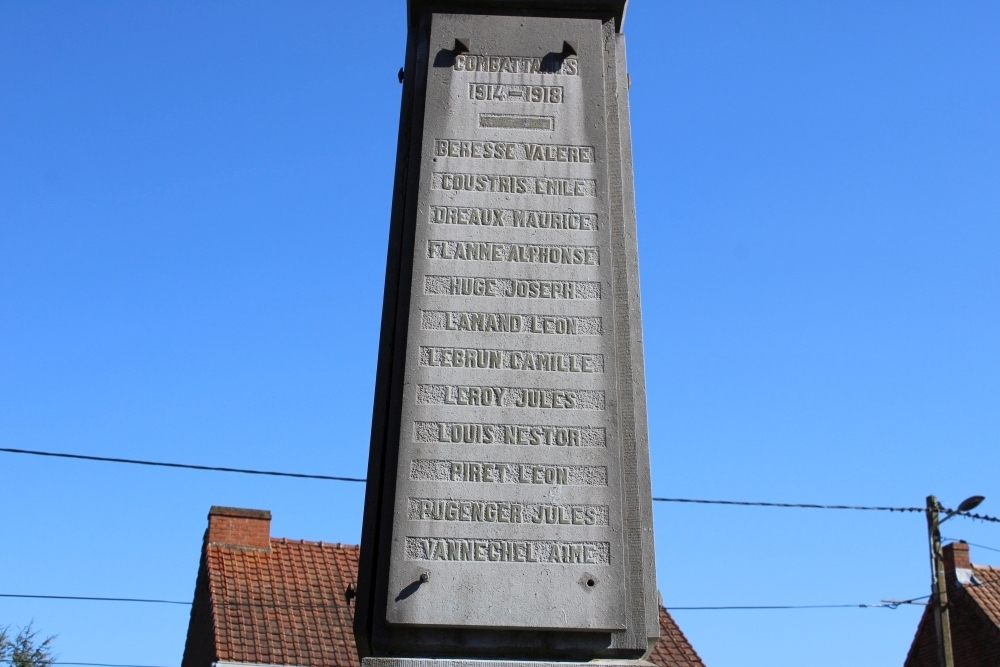 COMBATTANTS
1914-1918
BERESSE VALERE
COUSTRIS EMILE
DREAUX MAURICE
FLAMME ALPHONSE
HUGE JOSEPH
LAMAND LEON
LEBRUN CAMILLE
LEROY JULES
LOUIS NESTOR
PIRET LEON
PUGENGER JULES
VANNECHEL AIME